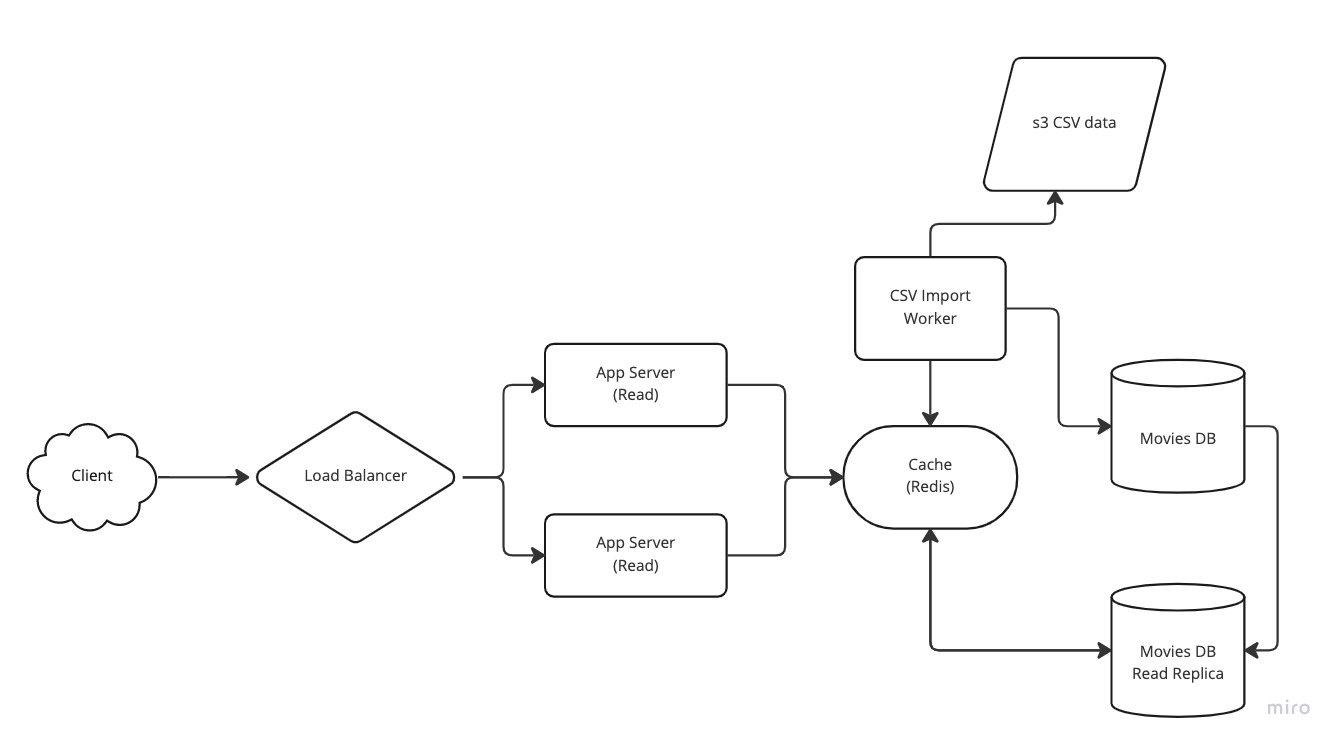 s3 CSV data
CSV Import
Worker
App Server
(Read)
Client
Load Balancer
Cache
(Redis)
Movies DB
App Server
(Read)
Movies DB
Read Replica
miro